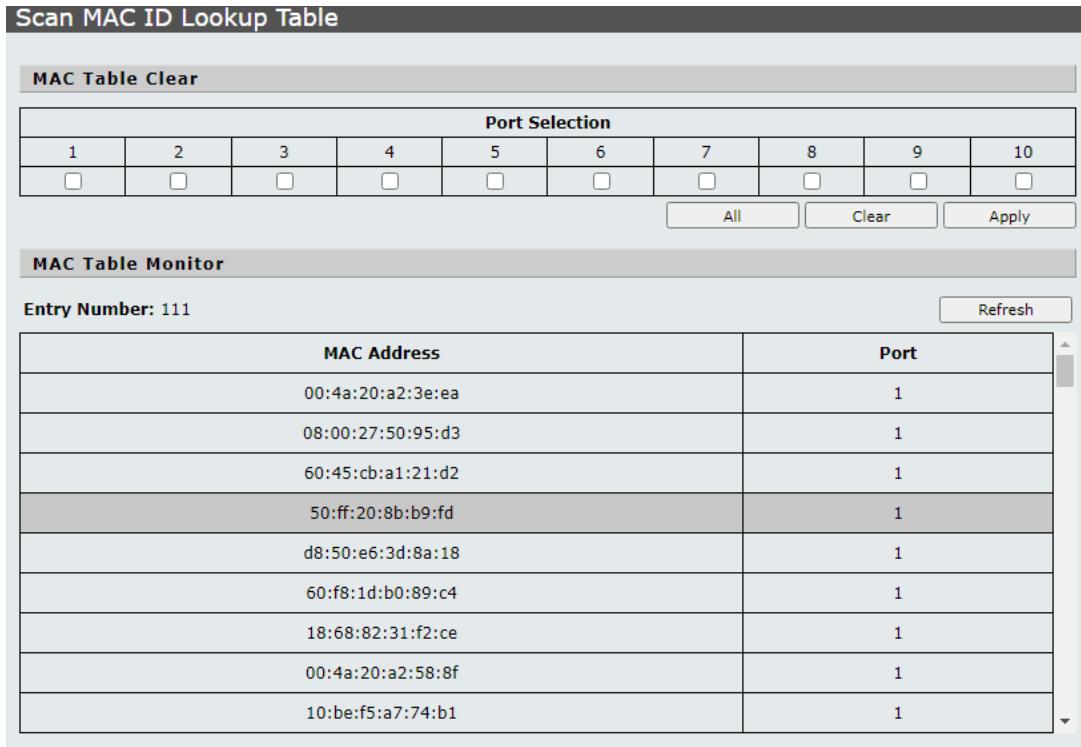 Scan MAC ID Lookup Table
MAC Table Clear
Port Selection
1 2 3 4 5 6 7 8 9 10
All Clear Apply
MAC Table Monitor
Entry Number: 111 Refresh
MAC Address Port
00:4a:20:a2:3e:ea 1
08:00:27:50:95:d3 1
60:45:cb:a1:21:d2 1
50:ff:20:8b:b9:fd 1
d8:50:e6:3d:8a:18 1
60:f8:1d:b0:89:c4 1
18:68:82:31:f2:ce 1
00:4a:20:a2:58:8f 1
10:be:f5:a7:74:b1 1